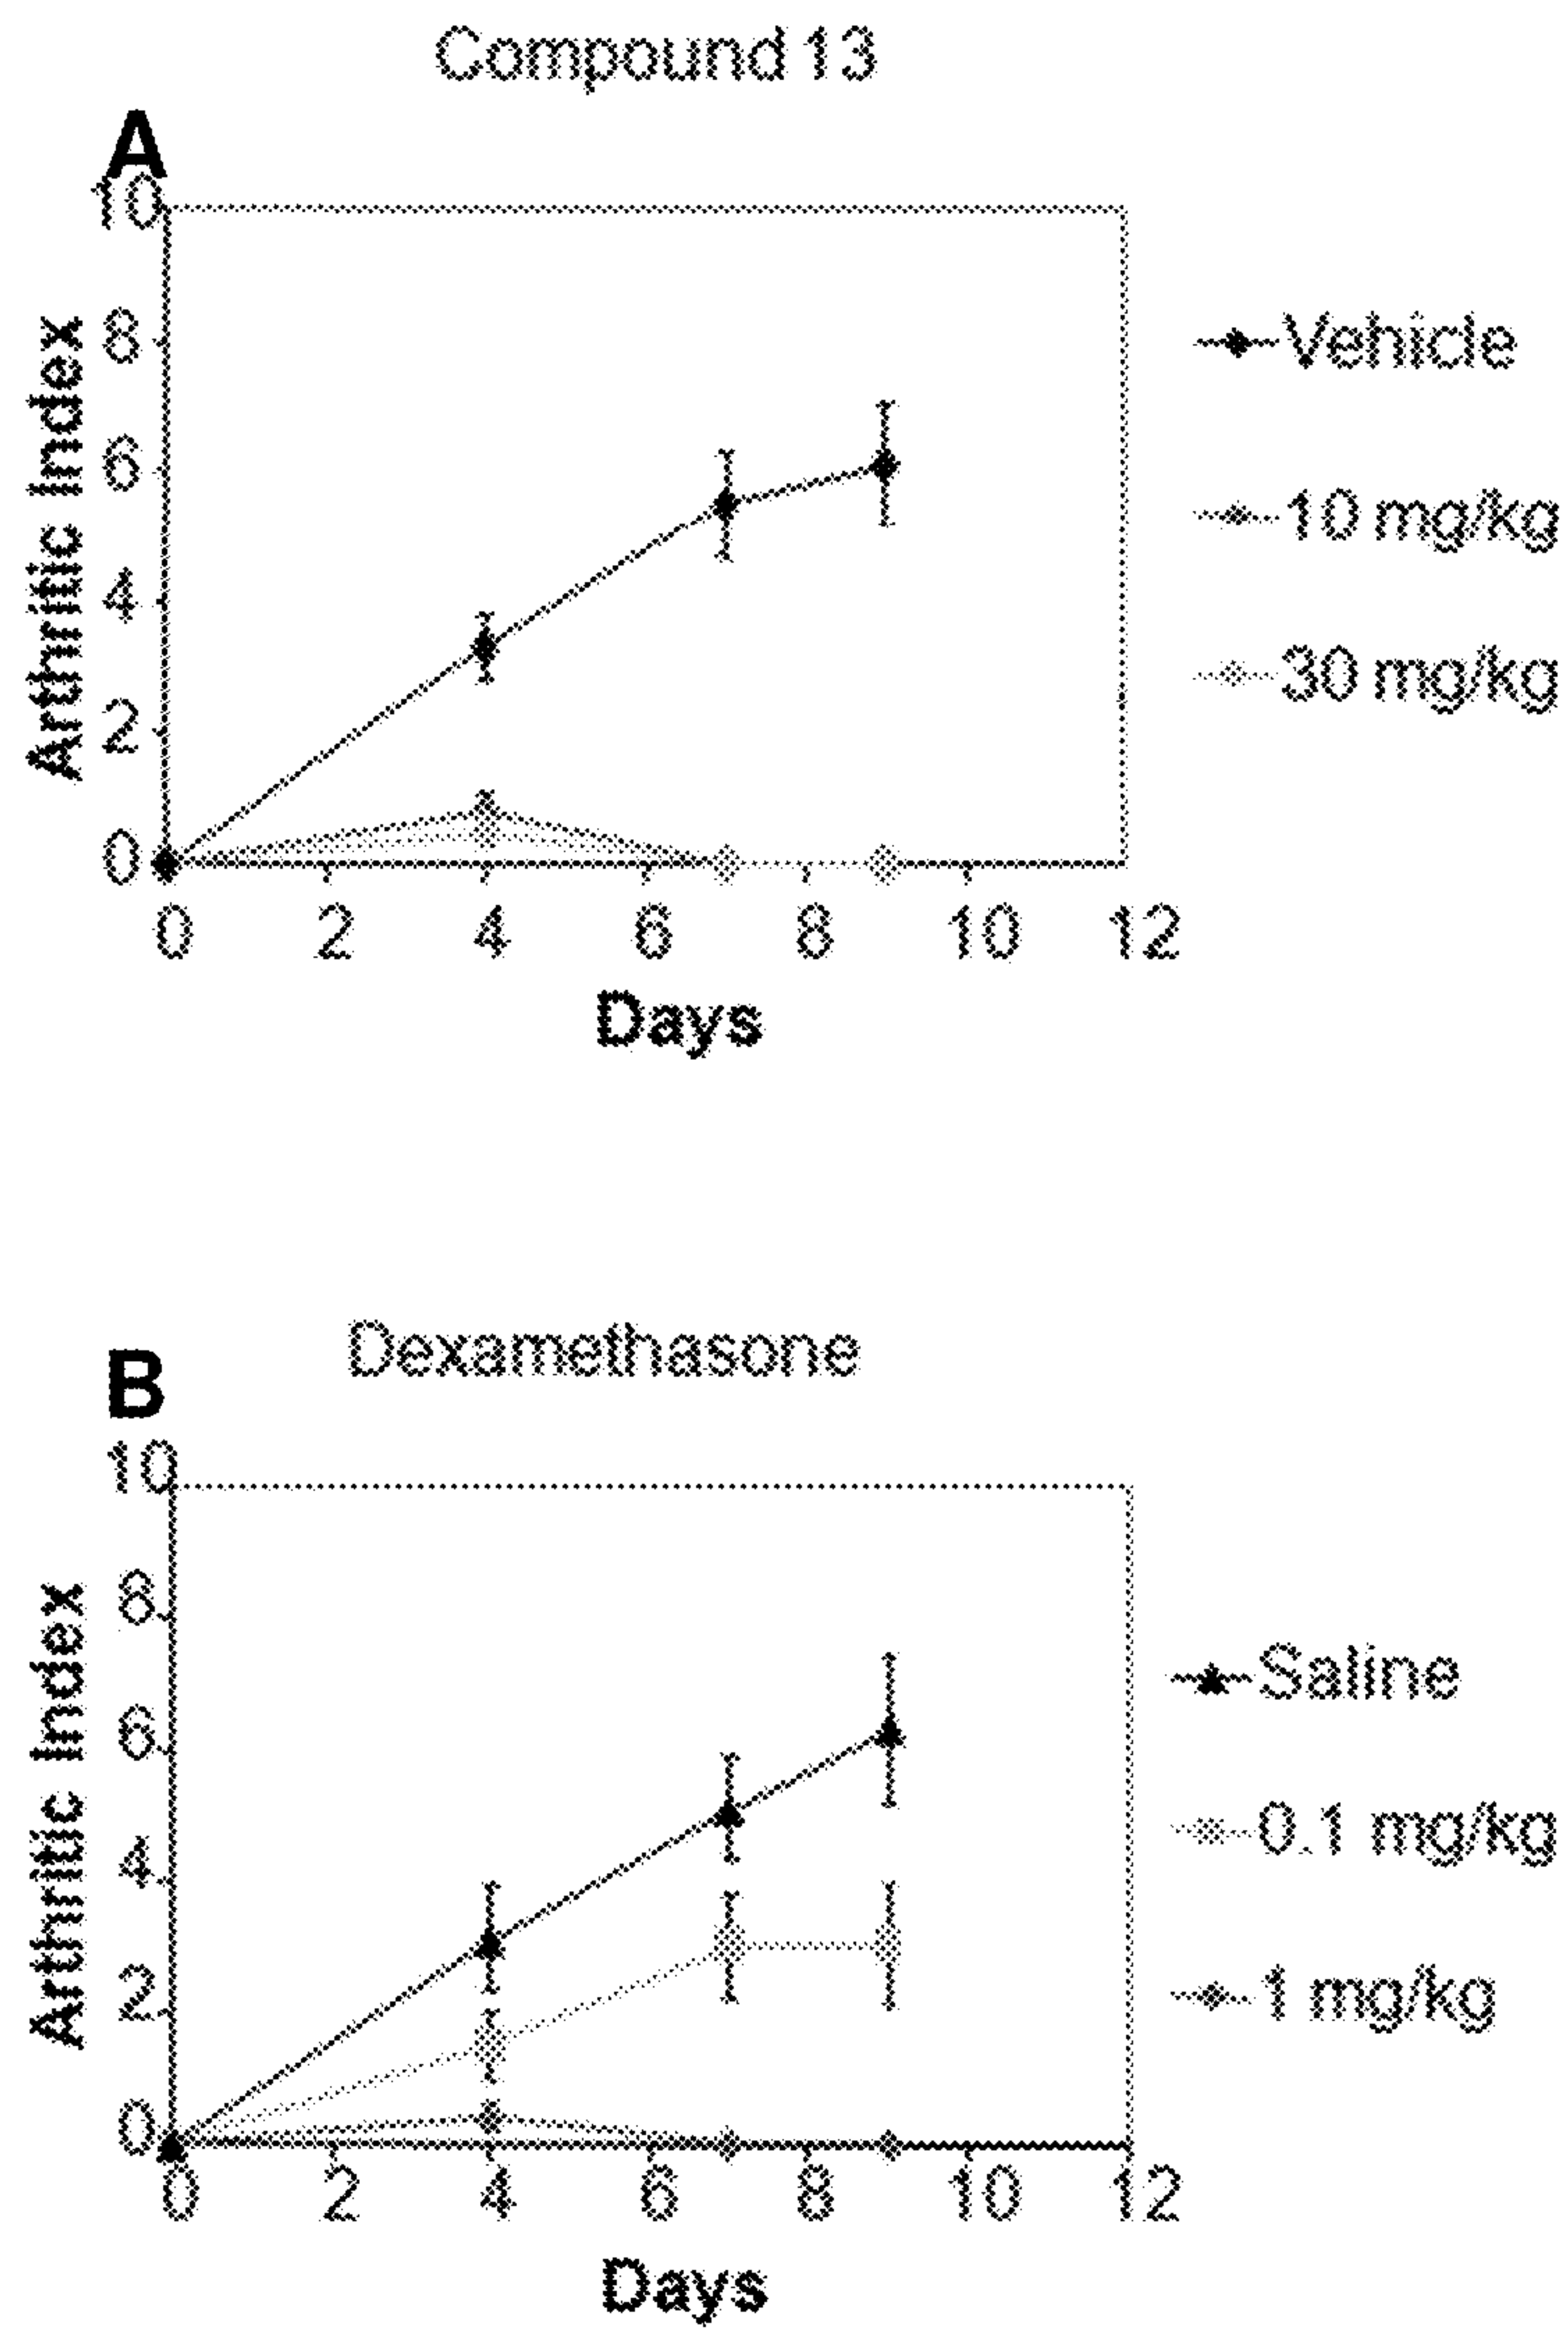 Compound 13
A
10
8
6
4
2
0
Arthritic Index
0 2 4 6 8 10 12
Days
Vehicle
10 mg/kg
30 mg/kg
Dexamethasone
B
10
8
6
4
2
0
Arthritic Index
0 2 4 6 8 10 12
Days
Saline
0.1 mg/kg
1 mg/kg